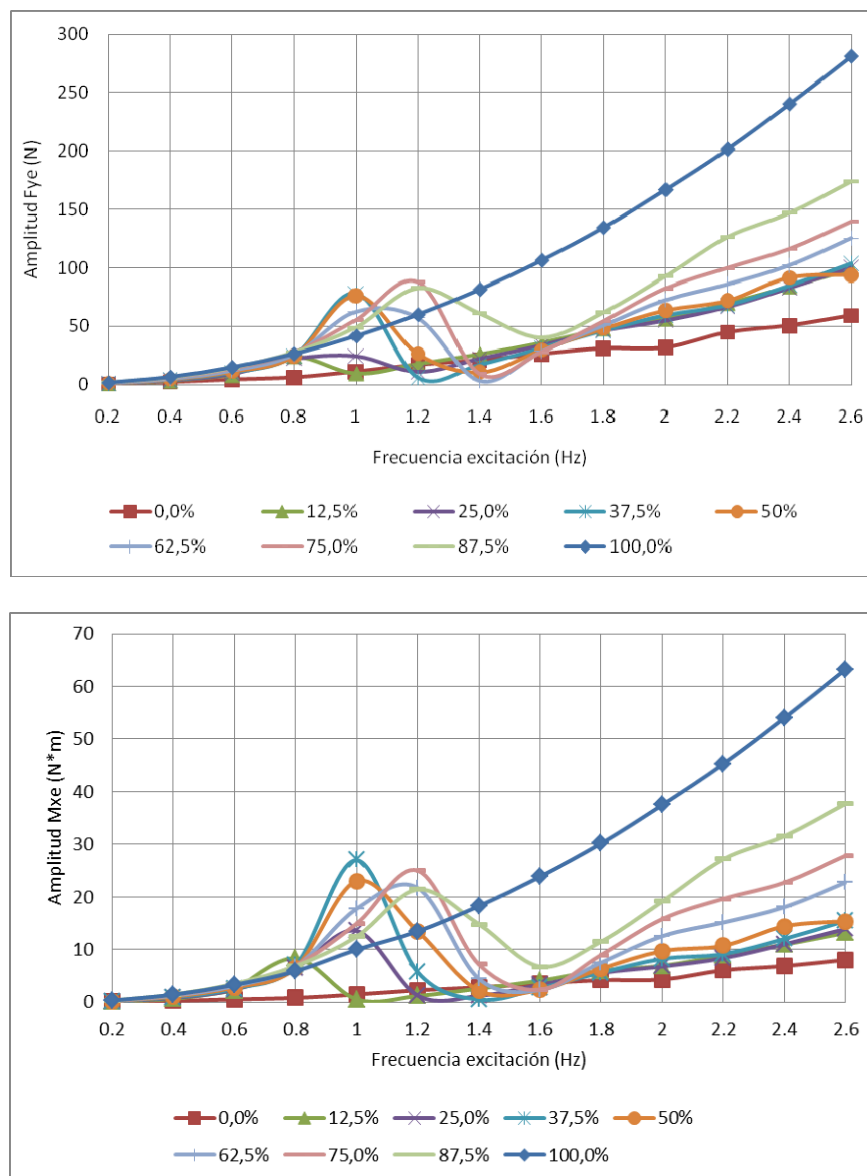 300
250
200
150
100
50
0
Amplitud Fye (N)
0.2 0.4 0.6 0.8 1 1.2 1.4 1.6 1.8 2 2.2 2.4 2.6
Frecuencia excitación (Hz)
0,0% 12,5% 25,0% 37,5% 50%
62,5% 75,0% 87,5% 100,0%
70
60
50
40
30
20
10
0
Amplitud Mxe (N*m)
0.2 0.4 0.6 0.8 1 1.2 1.4 1.6 1.8 2 2.2 2.4 2.6
Frecuencia excitación (Hz)
0,0% 12,5% 25,0% 37,5% 50%
62,5% 75,0% 87,5% 100,0%